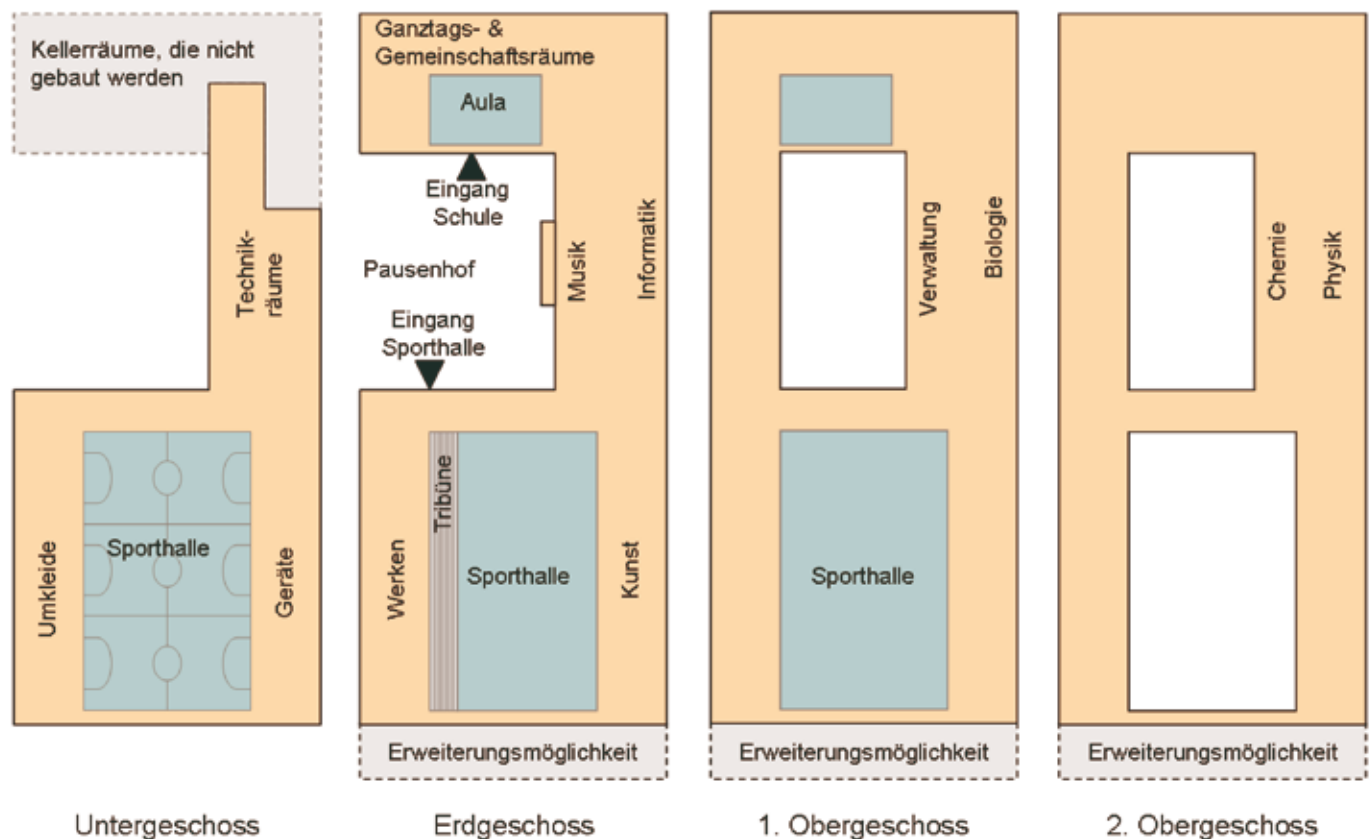 Kellerräume, die nicht
gebaut werden
Technik-
räume
Umkleide
Sporthalle
Geräte
Untergeschoss
Ganztags- &
Gemeinschaftsräume
Aula
Eingang
Schule
Pausenhof
Musik
Informatik
Eingang
Sporthalle
Werken
Tribüne
Sporthalle
Kunst
Erweiterungsmöglichkeit
Erdgeschoss
Verwaltung
Biologie
Sporthalle
Erweiterungsmöglichkeit
1. Obergeschoss
Chemie
Physik
Erweiterungsmöglichkeit
2. Obergeschoss